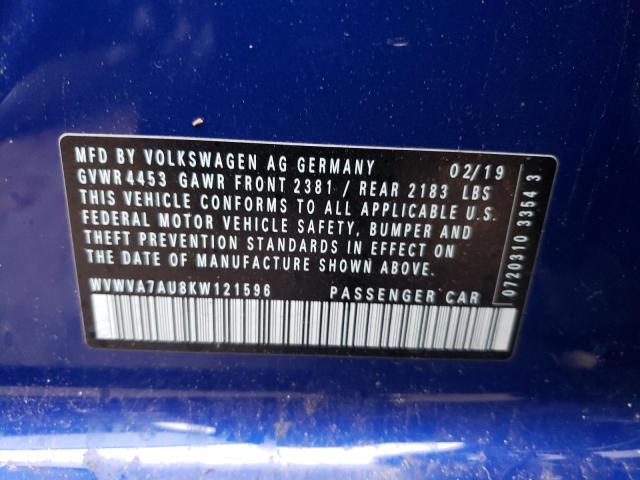 MFD BY VOLKSWAGEN AG GERMANY 02/19
GVWR 4453 GAWR FRONT 2381 / REAR 2183 LBS
THIS VEHICLE CONFORMS TO ALL APPLICABLE U.S.
FEDERAL MOTOR VEHICLE SAFETY, BUMPER AND
THEFT PREVENTION STANDARDS IN EFFECT ON
THE DATE OF MANUFACTURE SHOWN ABOVE.
WVWVA7AU8KW121596 PASSENGER CAR
0720310 3354 3